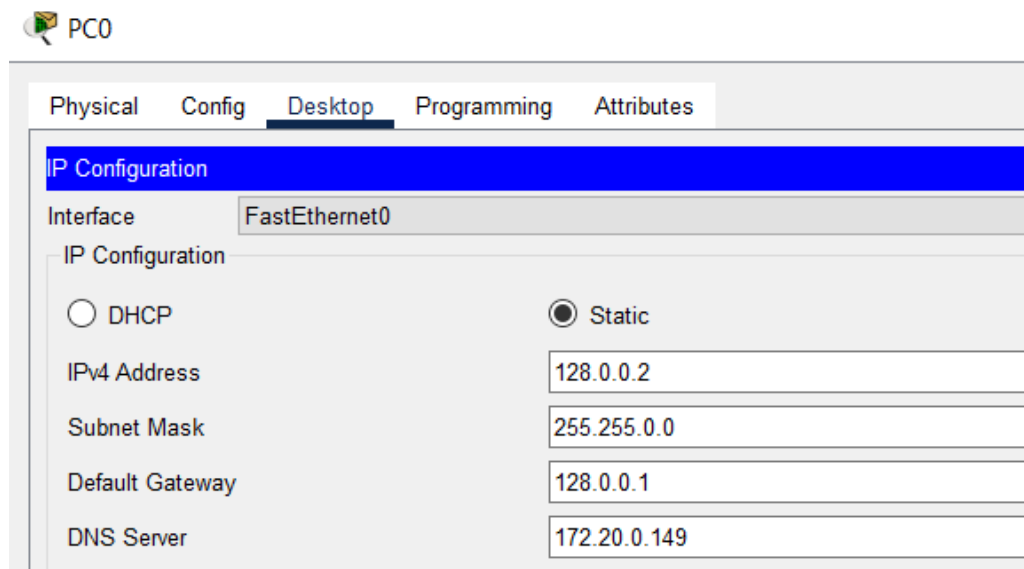 PC0
Physical Config Desktop Programming Attributes
IP Configuration
Interface FastEthernet0
IP Configuration
DHCP Static
IPv4 Address 128.0.0.2
Subnet Mask 255.255.0.0
Default Gateway 128.0.0.1
DNS Server 172.20.0.149